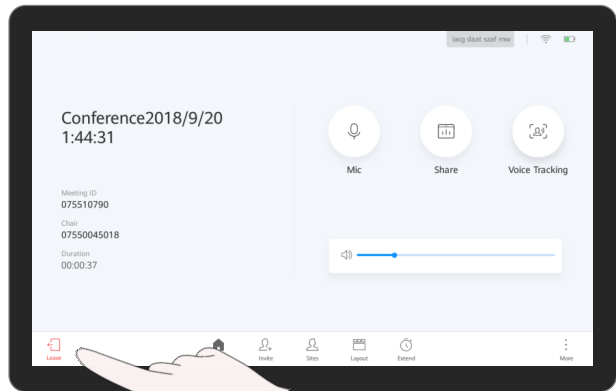 iacg daat szaf mw
Conference2018/9/20
1:44:31
Mic
Share
Voice Tracking
Meeting ID
075510790
Chair
07550045018
Duration
00:00:37
Leave
Invite
Sites
Layout
Extend
More